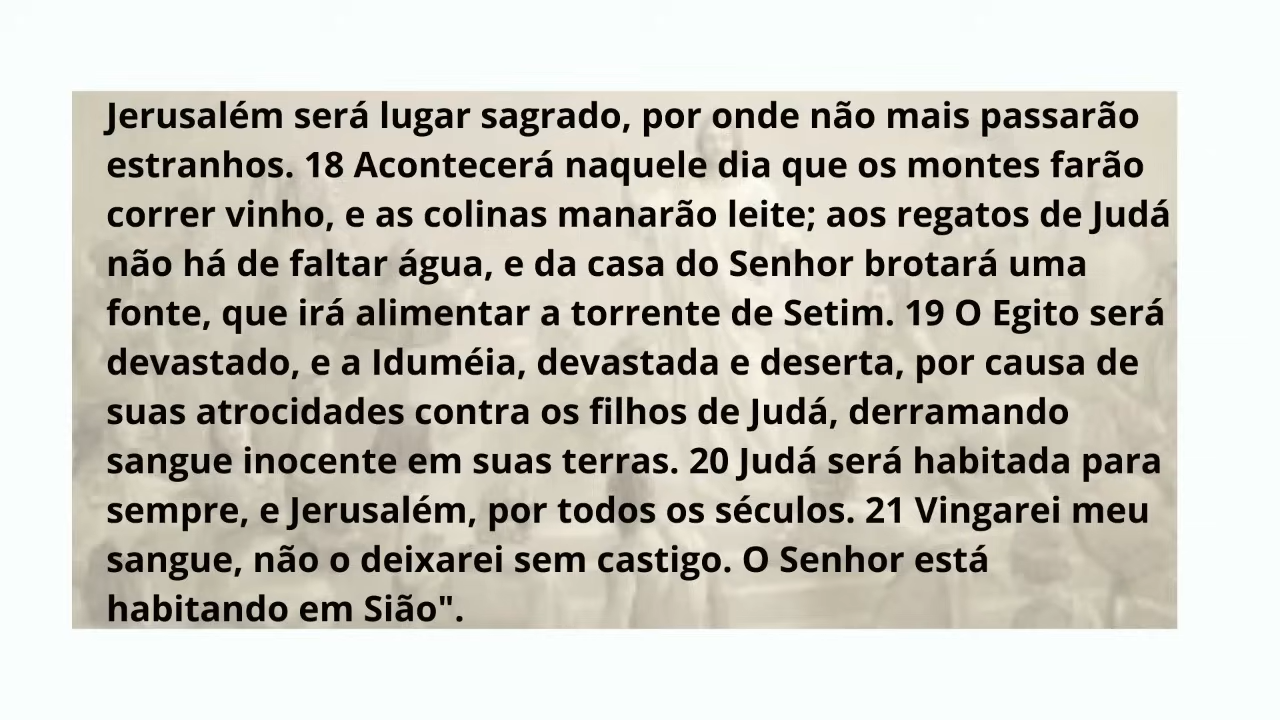 Jerusalém será lugar sagrado, por onde não mais passarão
estranhos. 18 Acontecerá naquele dia que os montes farão
correr vinho, e as colinas manarão leite; aos regatos de Judá
não há de faltar água, e da casa do Senhor brotará uma
fonte, que irá alimentar a torrente de Setim. 19 O Egito será
devastado, e a Iduméia, devastada e deserta, por causa de
suas atrocidades contra os filhos de Judá, derramando
sangue inocente em suas terras. 20 Judá será habitada para
sempre, e Jerusalém, por todos os séculos. 21 Vingarei meu
sangue, não o deixarei sem castigo. O Senhor está
habitando em Sião".